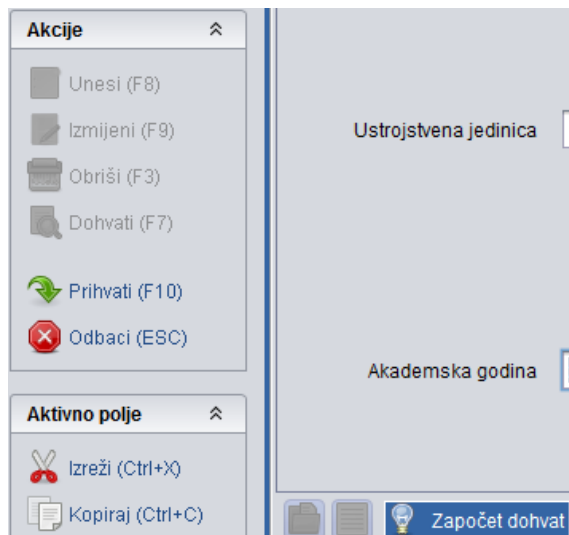 Akcije
Unesi (F8)
Izmijeni (F9)
Obriši (F3)
Dohvati (F7)
Prihvati (F10)
Odbaci (ESC)
Aktivno polje
Izreži (Ctrl+X)
Kopiraj (Ctrl+C)
Ustrojstvena jedinica
Akademska godina
Započet dohvat